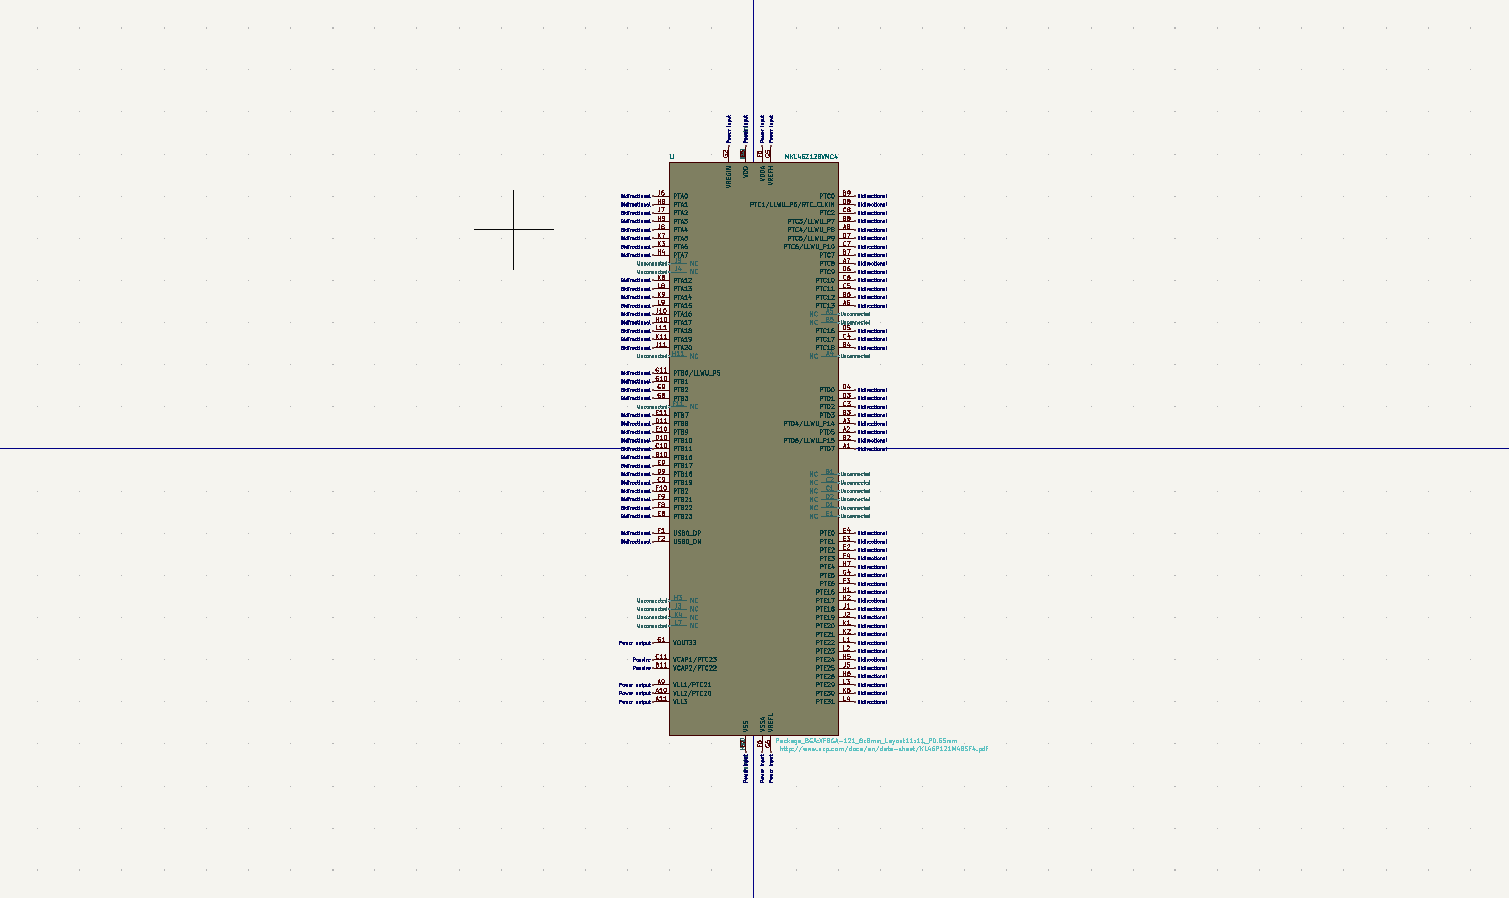 Power input Power input Power input Power input
G2 F5 G5
U MKL46Z128VMC4
VREGIN VDD VDDA VREFH
Bidirectional J6 PTA0 PTC0 B9 Bidirectional
Bidirectional H8 PTA1 PTC1/LLWU_P6/RTC_CLKIN D8 Bidirectional
Bidirectional J7 PTA2 PTC2 C8 Bidirectional
Bidirectional H9 PTA3 PTC3/LLWU_P7 B8 Bidirectional
Bidirectional J8 PTA4 PTC4/LLWU_P8 A8 Bidirectional
Bidirectional K7 PTA5 PTC5/LLWU_P9 D7 Bidirectional
Bidirectional K3 PTA6 PTC6/LLWU_P10 C7 Bidirectional
Bidirectional H4 PTA7 PTC7 B7 Bidirectional
Unconnected J9 NC PTC8 A7 Bidirectional
Unconnected J4 NC PTC9 D6 Bidirectional
Bidirectional K8 PTA12 PTC10 C6 Bidirectional
Bidirectional L8 PTA13 PTC11 C5 Bidirectional
Bidirectional K9 PTA14 PTC12 B6 Bidirectional
Bidirectional L9 PTA15 PTC13 A6 Bidirectional
Bidirectional J10 PTA16 NC A5 Unconnected
Bidirectional H10 PTA17 NC B5 Unconnected
Bidirectional L11 PTA18 PTC16 D5 Bidirectional
Bidirectional K11 PTA19 PTC17 C4 Bidirectional
Bidirectional J11 PTA20 PTC18 B4 Bidirectional
Unconnected H11 NC NC A4 Unconnected
Bidirectional G11 PTB0/LLWU_P5
Bidirectional G10 PTB1
Bidirectional G9 PTB2 PTD0 D4 Bidirectional
Bidirectional G8 PTB3 PTD1 D3 Bidirectional
Unconnected F11 NC PTD2 C3 Bidirectional
Bidirectional E11 PTB7 PTD3 B3 Bidirectional
Bidirectional D11 PTB8 PTD4/LLWU_P14 A3 Bidirectional
Bidirectional E10 PTB9 PTD5 A2 Bidirectional
Bidirectional D10 PTB10 PTD6/LLWU_P15 B2 Bidirectional
Bidirectional C10 PTB11 PTD7 A1 Bidirectional
Bidirectional B10 PTB16
Bidirectional E9 PTB17
Bidirectional D9 PTB18 NC B1 Unconnected
Bidirectional C9 PTB19 NC C2 Unconnected
Bidirectional F10 PTB2 NC C1 Unconnected
Bidirectional F9 PTB21 NC D2 Unconnected
Bidirectional F8 PTB22 NC D1 Unconnected
Bidirectional E8 PTB23 NC E1 Unconnected
Bidirectional F1 USB0_DP PTE0 E4 Bidirectional
Bidirectional F2 USB0_DM PTE1 E3 Bidirectional
PTE2 E2 Bidirectional
PTE3 F4 Bidirectional
PTE4 H7 Bidirectional
PTE5 G4 Bidirectional
PTE6 F3 Bidirectional
PTE16 H1 Bidirectional
Unconnected H3 NC PTE17 H2 Bidirectional
Unconnected J3 NC PTE18 J1 Bidirectional
Unconnected K4 NC PTE19 J2 Bidirectional
Unconnected L7 NC PTE20 K1 Bidirectional
PTE21 K2 Bidirectional
Power output G1 VOUT33 PTE22 L1 Bidirectional
PTE23 L2 Bidirectional
Passive C11 VCAP1/PTC23 PTE24 H5 Bidirectional
Passive B11 VCAP2/PTC22 PTE25 J5 Bidirectional
PTE26 H6 Bidirectional
Power output A9 VLL1/PTC21 PTE29 L3 Bidirectional
Power output A10 VLL2/PTC20 PTE30 K5 Bidirectional
Power output A11 VLL3 PTE31 L4 Bidirectional
VSS VSSA VREFL
F6 G6
Package_BGA:XFBGA-121_8x8mm_Layout11x11_P0.65mm
http://www.nxp.com/docs/en/data-sheet/KL46P121M48SF4.pdf
Power input Power input Power input